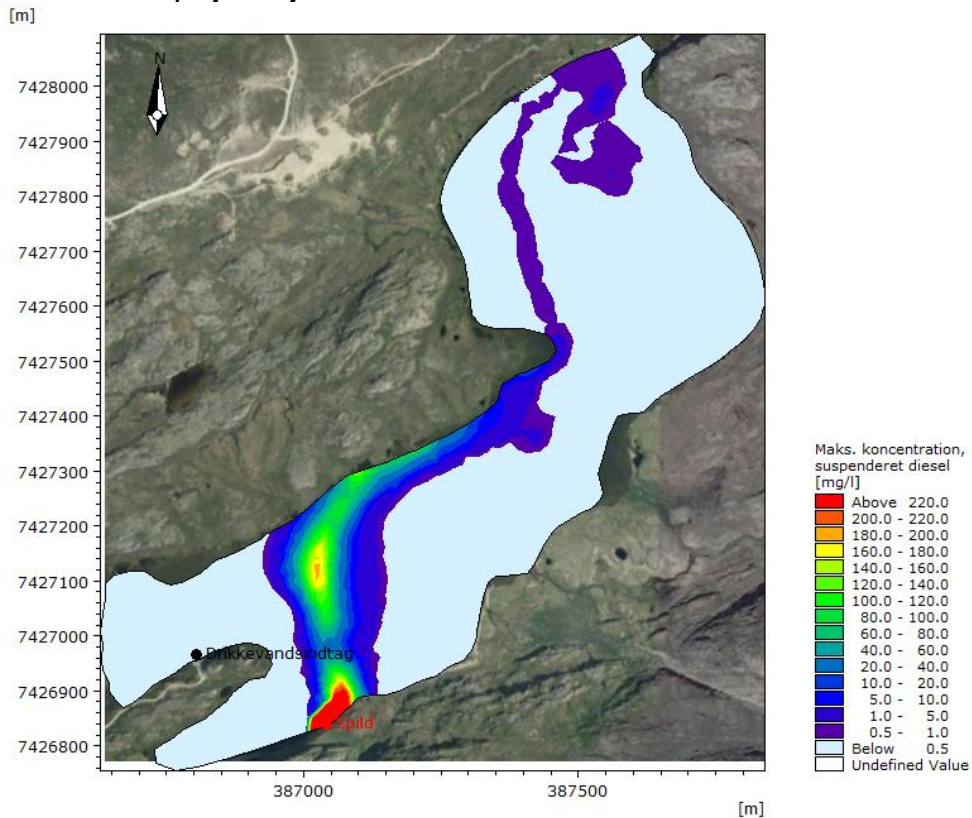 [m]
N
7428000
7427900
7427800
7427700
7427600
7427500
7427400
7427300
7427200
7427100
7427000
7426900
7426800
Drikkevandsindtag
Spild
387000
387500
[m]
Maks. koncentration,
suspenderet diesel
[mg/l]
Above 220.0
200.0 - 220.0
180.0 - 200.0
160.0 - 180.0
140.0 - 160.0
120.0 - 140.0
100.0 - 120.0
80.0 - 100.0
60.0 - 80.0
40.0 - 60.0
20.0 - 40.0
10.0 - 20.0
5.0 - 10.0
1.0 - 5.0
0.5 - 1.0
Below 0.5
Undefined Value